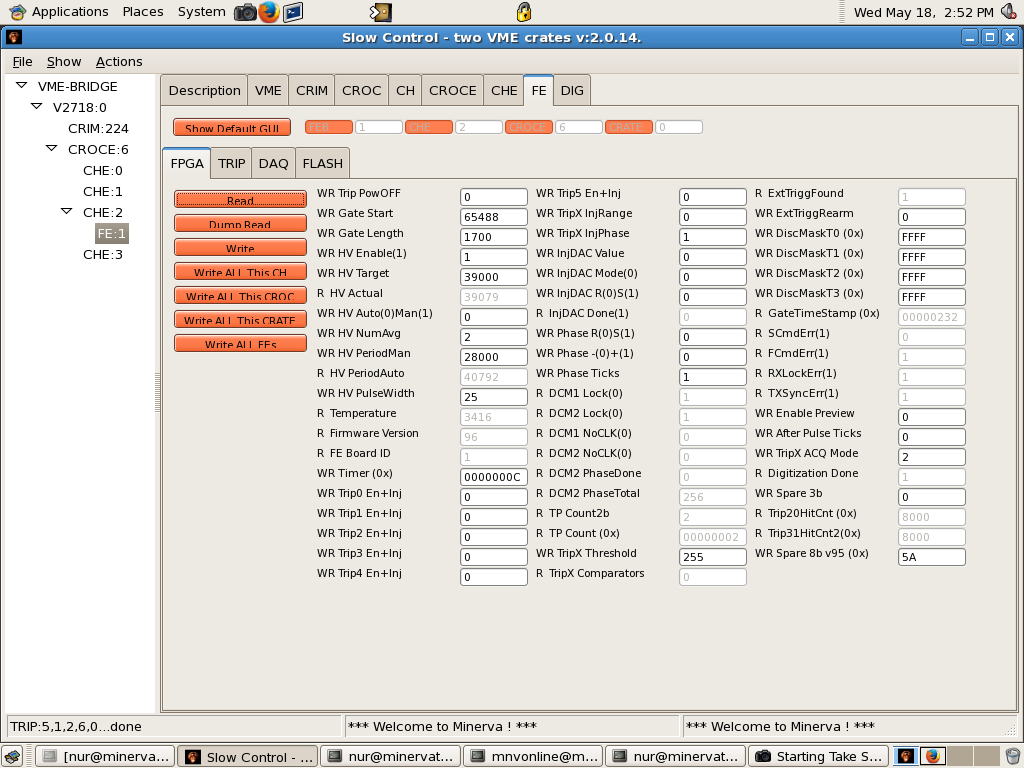 Applications Places System Wed May 18, 2:52 PM
Slow Control - two VME crates v:2.0.14.
File Show Actions
VME-BRIDGE
V2718:0
CRIM:224
CROCE:6
CHE:0
CHE:1
CHE:2
FE:1
CHE:3
Description VME CRIM CROC CH CROCE CHE FE DIG
Show Default GUI FEB 1 CHE 2 CROCE 6 CRATE 0
FPGA TRIP DAQ FLASH
Read
Dump Read
Write
Write ALL This CH
Write ALL This CROC
Write ALL This CRATE
Write ALL FEs
WR Trip PowOFF 0
WR Gate Start 65488
WR Gate Length 1700
WR HV Enable(1) 1
WR HV Target 39000
R HV Actual 39079
WR HV Auto(0)Man(1) 0
WR HV NumAvg 2
WR HV PeriodMan 28000
R HV PeriodAuto 40792
WR HV PulseWidth 25
R Temperature 3416
R Firmware Version 96
R FE Board ID 1
WR Timer (0x) 0000000C
WR Trip0 En+Inj 0
WR Trip1 En+Inj 0
WR Trip2 En+Inj 0
WR Trip3 En+Inj 0
WR Trip4 En+Inj 0
WR Trip5 En+Inj 0
WR TripX InjRange 0
WR TripX InjPhase 1
WR InjDAC Value 0
WR InjDAC Mode(0) 0
WR InjDAC R(0)S(1) 0
R InjDAC Done(1) 0
WR Phase R(0)S(1) 0
WR Phase -(0)+(1) 0
WR Phase Ticks 1
R DCM1 Lock(0) 1
R DCM2 Lock(0) 1
R DCM1 NoCLK(0) 0
R DCM2 NoCLK(0) 0
R DCM2 PhaseDone 0
R DCM2 PhaseTotal 256
R TP Count2b 2
R TP Count (0x) 00000002
WR TripX Threshold 255
R TripX Comparators 0
R ExtTriggFound 1
WR ExtTriggRearm 0
WR DiscMaskT0 (0x) FFFF
WR DiscMaskT1 (0x) FFFF
WR DiscMaskT2 (0x) FFFF
WR DiscMaskT3 (0x) FFFF
R GateTimeStamp (0x) 00000232
R SCmdErr(1) 0
R FCmdErr(1) 1
R RXLockErr(1) 1
R TXSyncErr(1) 1
WR Enable Preview 0
WR After Pulse Ticks 0
WR TripX ACQ Mode 2
R Digitization Done 1
WR Spare 3b 0
R Trip20HitCnt (0x) 8000
R Trip31HitCnt2(0x) 8000
WR Spare 8b v95 (0x) 5A
TRIP:5,1,2,6,0...done *** Welcome to Minerva ! *** *** Welcome to Minerva ! ***
[nur@minerva... Slow Control - ... nur@minervat... mnvonline@m... nur@minervat... Starting Take S...